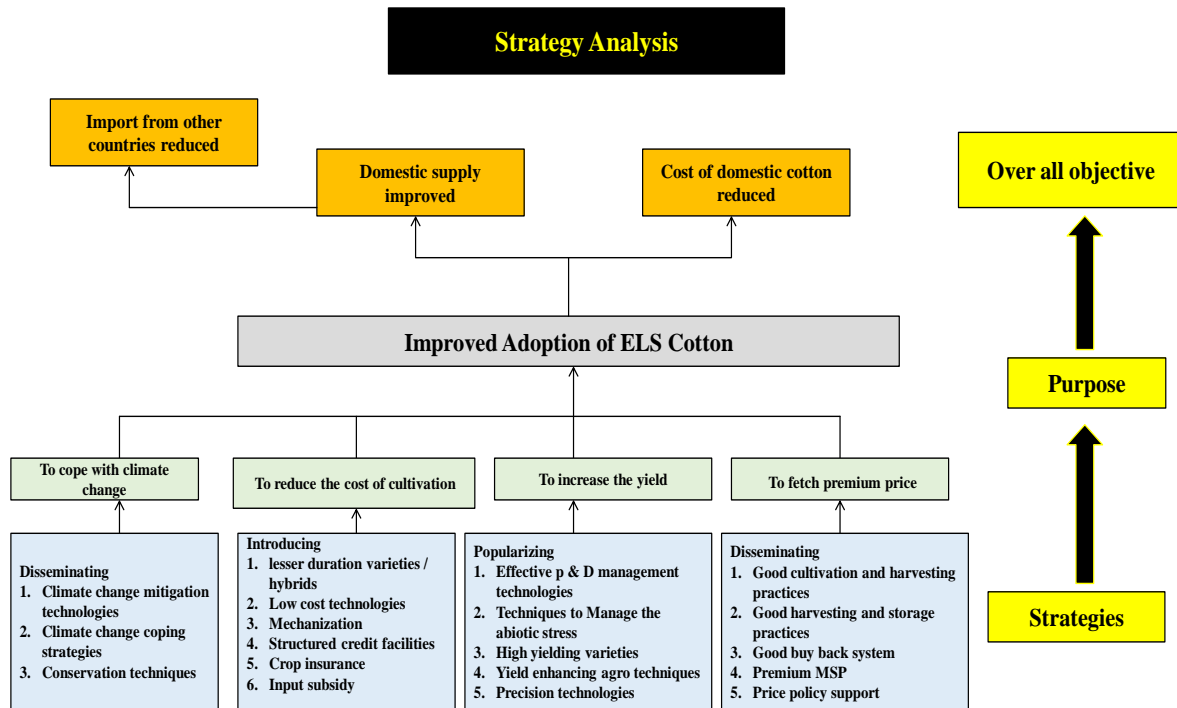 Strategy Analysis
Import from other
countries reduced
Domestic supply
improved
Cost of domestic cotton
reduced
Over all objective
Improved Adoption of ELS Cotton
Purpose
To cope with climate
change
To reduce the cost of cultivation
To increase the yield
To fetch premium price
Disseminating
1. Climate change mitigation
technologies
2. Climate change coping
strategies
3. Conservation techniques
Introducing
1. lesser duration varieties /
hybrids
2. Low cost technologies
3. Mechanization
4. Structured credit facilities
5. Crop insurance
6. Input subsidy
Popularizing
1. Effective p & D management
technologies
2. Techniques to Manage the
abiotic stress
3. High yielding varieties
4. Yield enhancing agro techniques
5. Precision technologies
Disseminating
1. Good cultivation and harvesting
practices
2. Good harvesting and storage
practices
3. Good buy back system
4. Premium MSP
5. Price policy support
Strategies